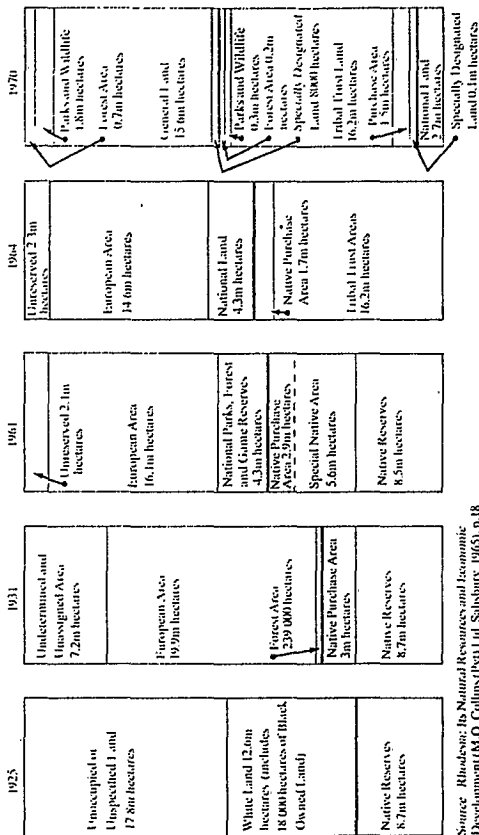 1925
Unoccupied or
Unspecified Land
17.8m hectares
White Land 12.6m
hectares (includes
18 000 hectares of Black
Owned Land)
Native Reserves
8.7m hectares
1931
Undetermined and
Unassigned Area
7.2m hectares
European Area
19.9m hectares
Forest Area
239 000 hectares
Native Purchase Area
3m hectares
Native Reserves
8.7m hectares
1961
Unreserved 2.1m
hectares
European Area
16.1m hectares
National Parks, Forest
and Game Reserves
4.3m hectares
Native Purchase
Area 2.9m hectares
Special Native Area
5.6m hectares
Native Reserves
8.5m hectares
1964
Unreserved 2.3m
hectares
European Area
14.6m hectares
National Land
4.3m hectares
Native Purchase
Area 1.7m hectares
Tribal Trust Areas
16.2m hectares
1970
Parks and Wildlife
1.8m hectares
Forest Area
0.7m hectares
General Land
15.6m hectares
Parks and Wildlife
0.3m hectares
Forest Area 0.2m
hectares
Specially Designated
Land 8000 hectares
Tribal Trust Land
16.2m hectares
Purchase Area
1.5m hectares
National Land
2.7m hectares
Specially Designated
Land 0.1m hectares
Source Rhodesia: Its Natural Resources and Economic
Development (M.O. Collins (Pvt) Ltd, Salisbury, 1965), p.18